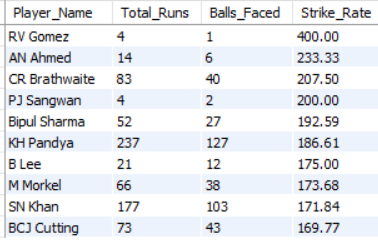 Player_Name Total_Runs Balls_Faced Strike_Rate
RV Gomez 4 1 400.00
AN Ahmed 14 6 233.33
CR Brathwaite 83 40 207.50
PJ Sangwan 4 2 200.00
Bipul Sharma 52 27 192.59
KH Pandya 237 127 186.61
B Lee 21 12 175.00
M Morkel 66 38 173.68
SN Khan 177 103 171.84
BCJ Cutting 73 43 169.77